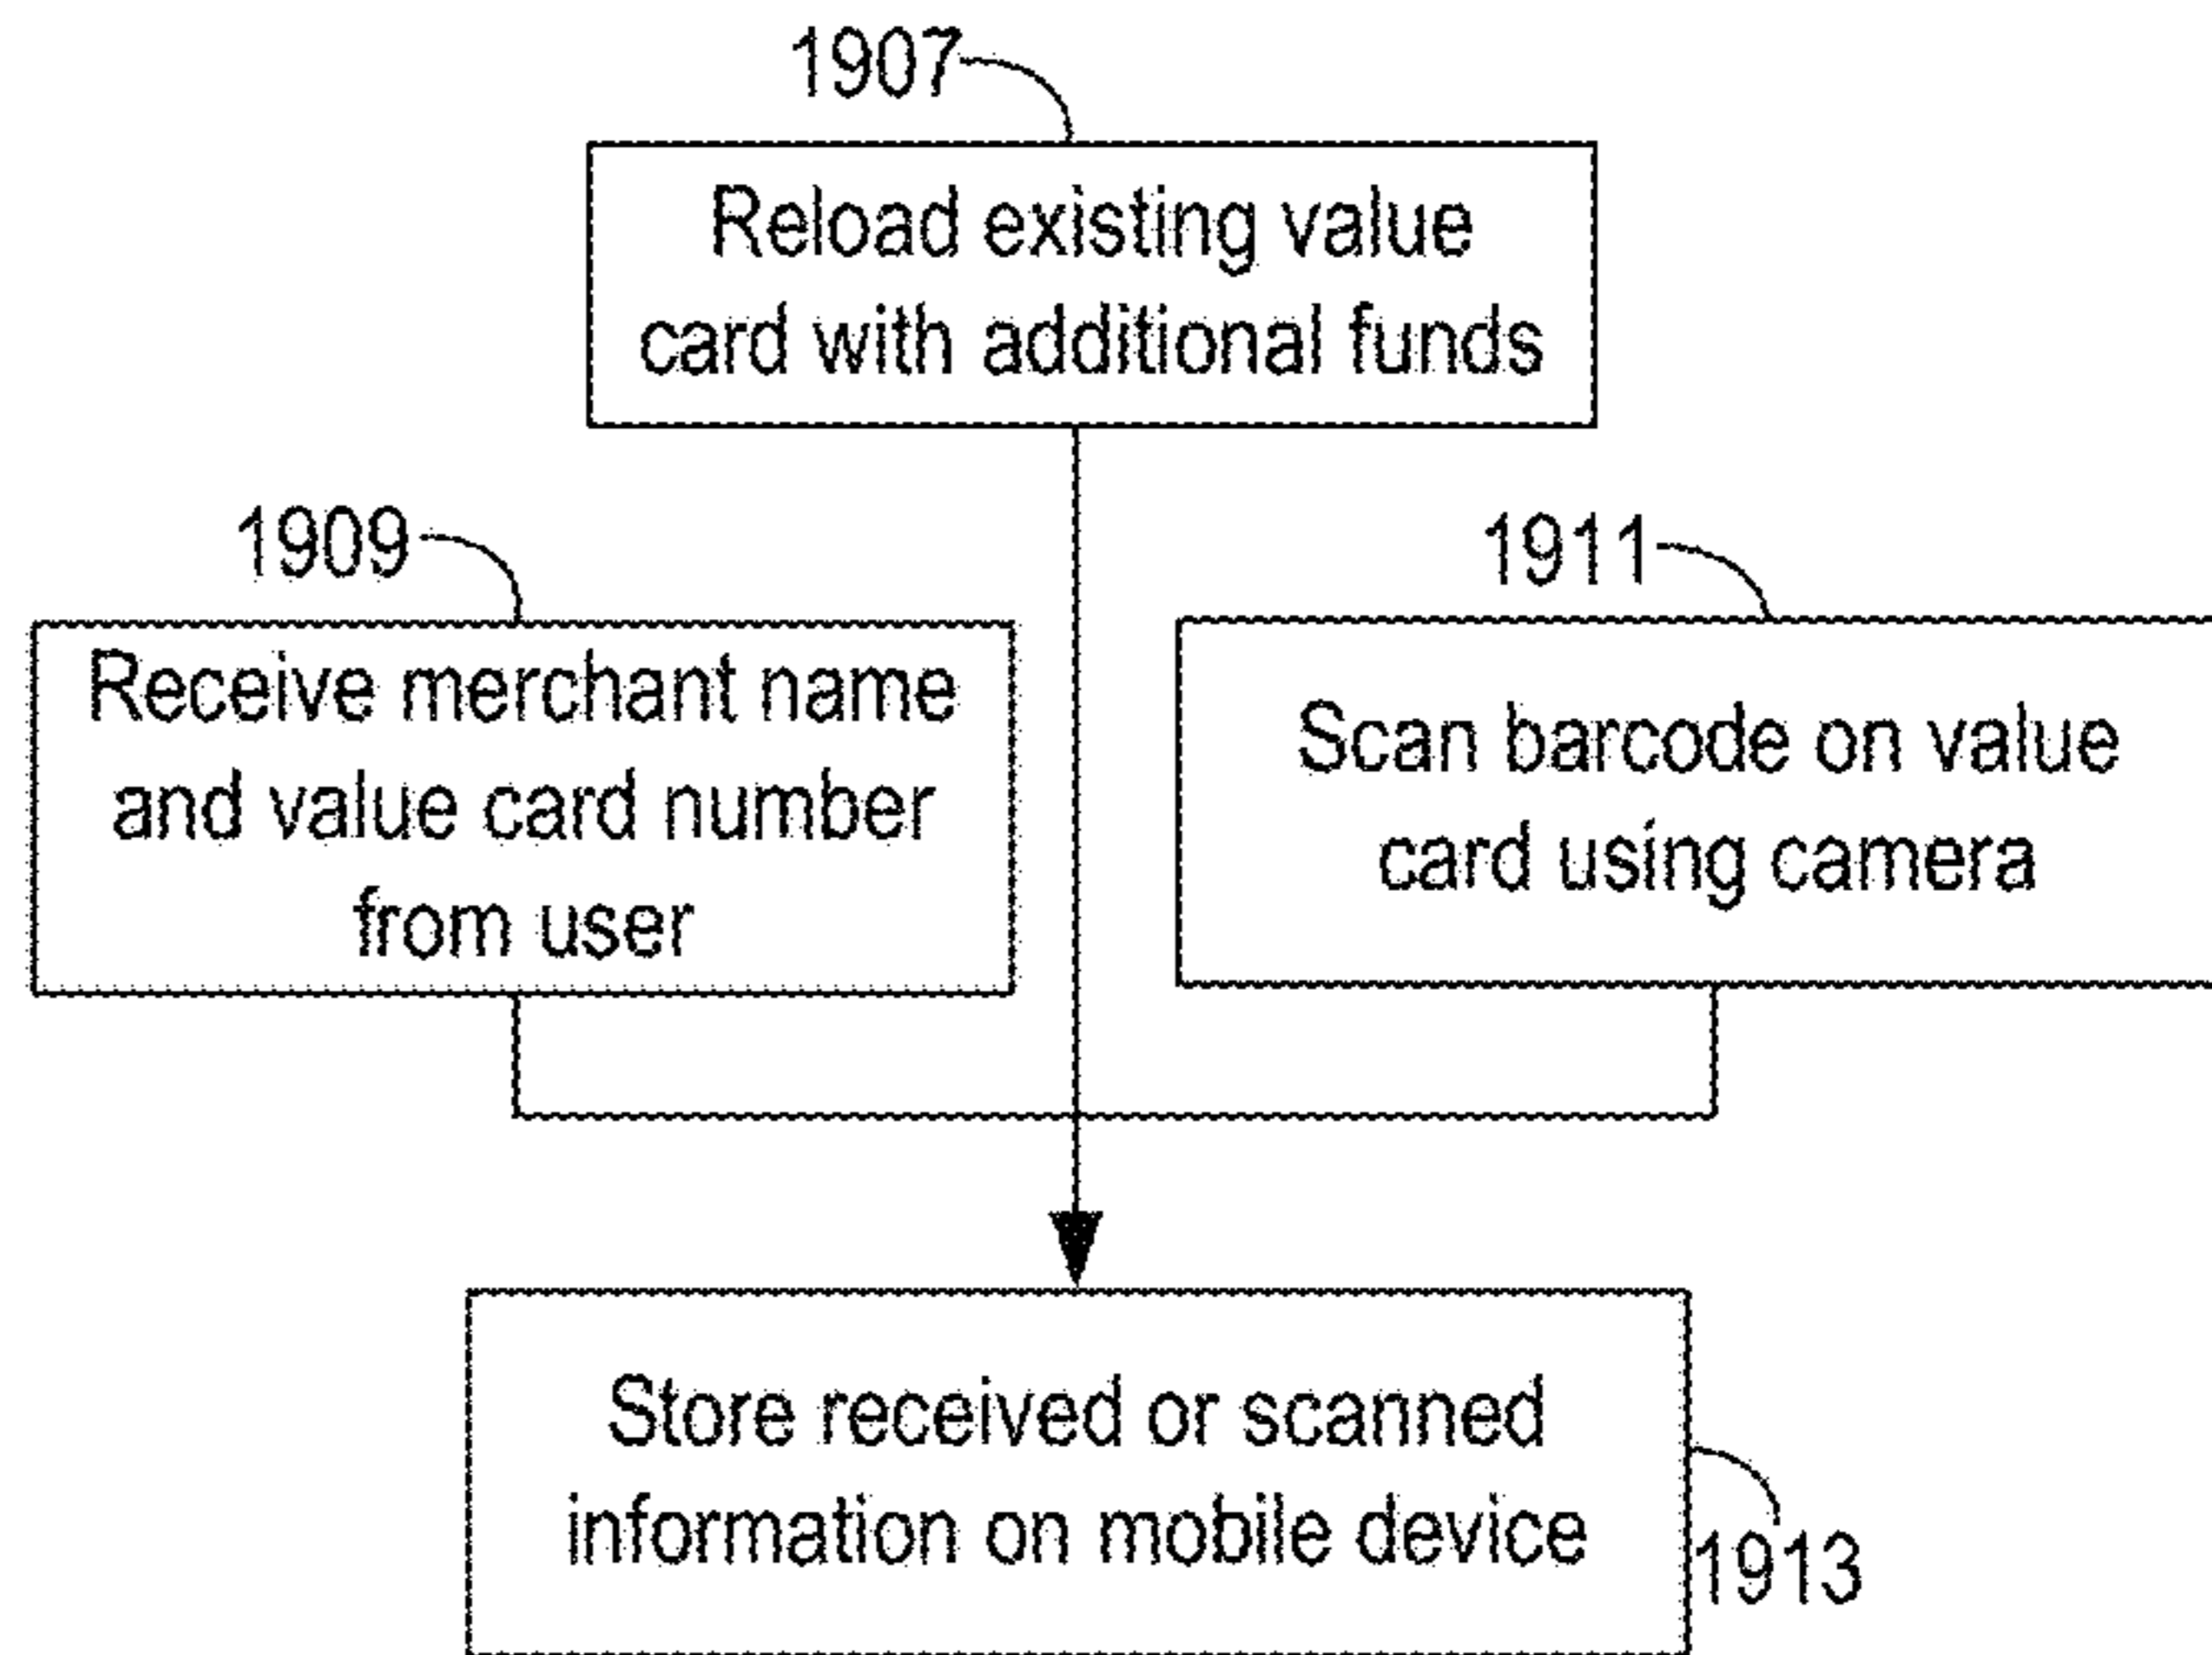 1907
Reload existing value
card with additional funds
1909
Receive merchant name
and value card number
from user
1911
Scan barcode on value
card using camera
Store received or scanned
information on mobile device
1913